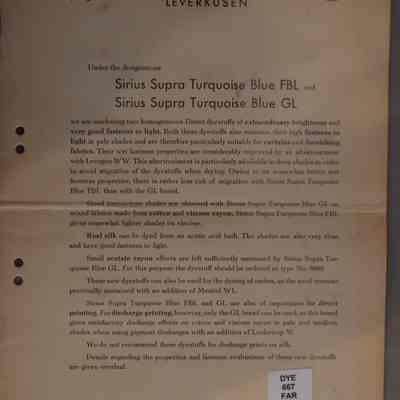 LEVERKUSEN
Under the designations
Sirius Supra Turquoise Blue FBL and
Sirius Supra Turquoise Blue GL
we are marketing two homogeneous Direct dyestuffs of extraordinary brightness and
very good fastness to light. Both these dyestuffs also maintain their high fastness to
light in pale shades and are therefore particularly suitable for curtains and furnishing
fabrics. Their wet fastness properties are considerably improved by an aftertreatment
with Levogen WW. This aftertreatment is particularly advisable in deep shades in order
to avoid migration of the dyestuffs when drying. Owing to its somewhat better wet
fastness properties, there is rather less risk of migration with Sirius Supra Turquoise
Blue FBL than with the GL brand.
Good union shades are obtained with Sirius Supra Turquoise Blue GL on
mixed fabrics made from cotton and viscose rayon. Sirius Supra Turquoise Blue FBL
gives somewhat lighter shades on viscose.
Real silk can be dyed from an acetic acid bath. The shades are also very clear
and have good fastness to light.
Small acetate rayon effects are left sufficiently unstained by Sirius Supra Tur-
quoise Blue GL. For this purpose the dyestuff should be ordered as type No.
These new dyestuffs can also be used for the dyeing of cotton, as the usual manner
practically unstained with an addition of Mesitol WL.
Sirius Supra Turquoise Blue FBL and GL are also of importance for direct
printing. For discharge printing, however, only the GL brand can be used, as this brand
gives satisfactory discharge effects on cotton and viscose rayon in pale and medium
shades when using pigment discharges with an addition of Leukotrop W.
We do not recommend these dyestuffs for discharge prints on silk.
Details regarding the properties and fastness evaluations of these new dyestuffs
are given overleaf.
DYE
667
FAR